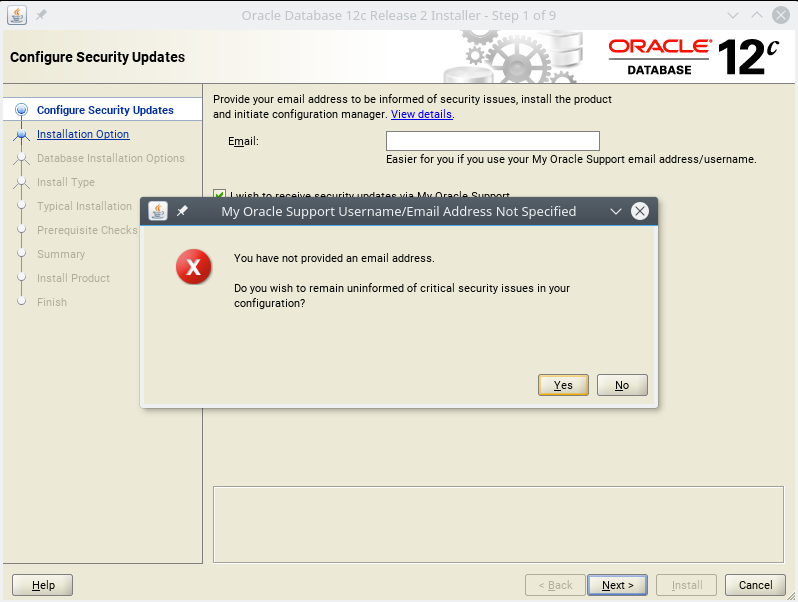 Oracle Database 12c Release 2 Installer - Step 1 of 9
Configure Security Updates
ORACLE
DATABASE
12c
Configure Security Updates
Installation Option
Database Installation Options
Install Type
Typical Installation
Prerequisite Checks
Summary
Install Product
Finish
Provide your email address to be informed of security issues, install the product
and initiate configuration manager. View details.
Email:
Easier for you if you use your My Oracle Support email address/username.
I wish to receive security updates via My Oracle Support
My Oracle Support Username/Email Address Not Specified
You have not provided an email address.
Do you wish to remain uninformed of critical security issues in your
configuration?
Yes
No
Help
< Back
Next >
Install
Cancel